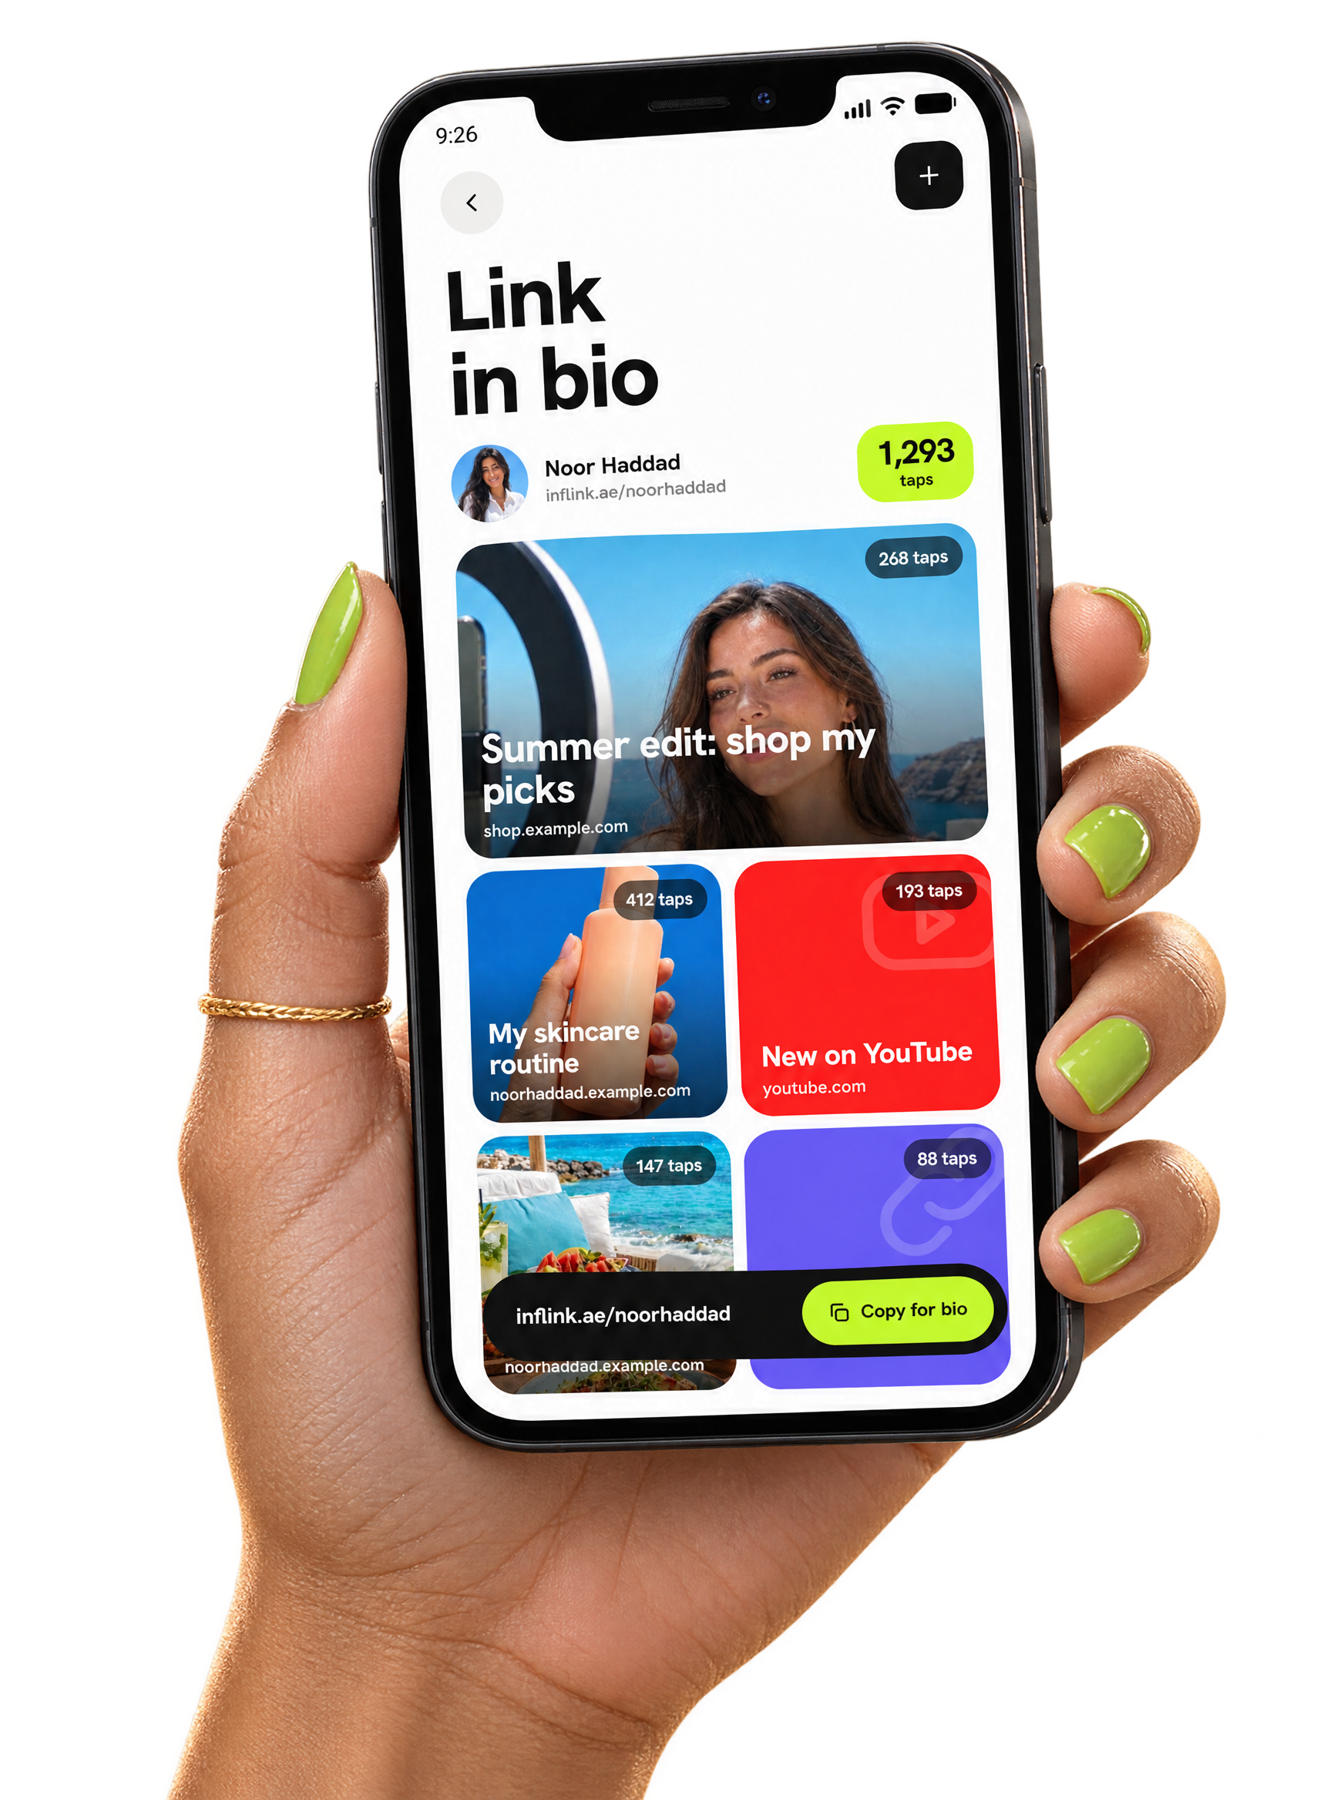 9:26
Link
in bio
Noor Haddad
inflink.ae/noorhaddad
1,293
taps
268 taps
Summer edit: shop my
picks
shop.example.com
412 taps
My skincare
routine
noorhaddad.example.com
193 taps
New on YouTube
youtube.com
147 taps
88 taps
inflink.ae/noorhaddad
Copy for bio
noorhaddad.example.com